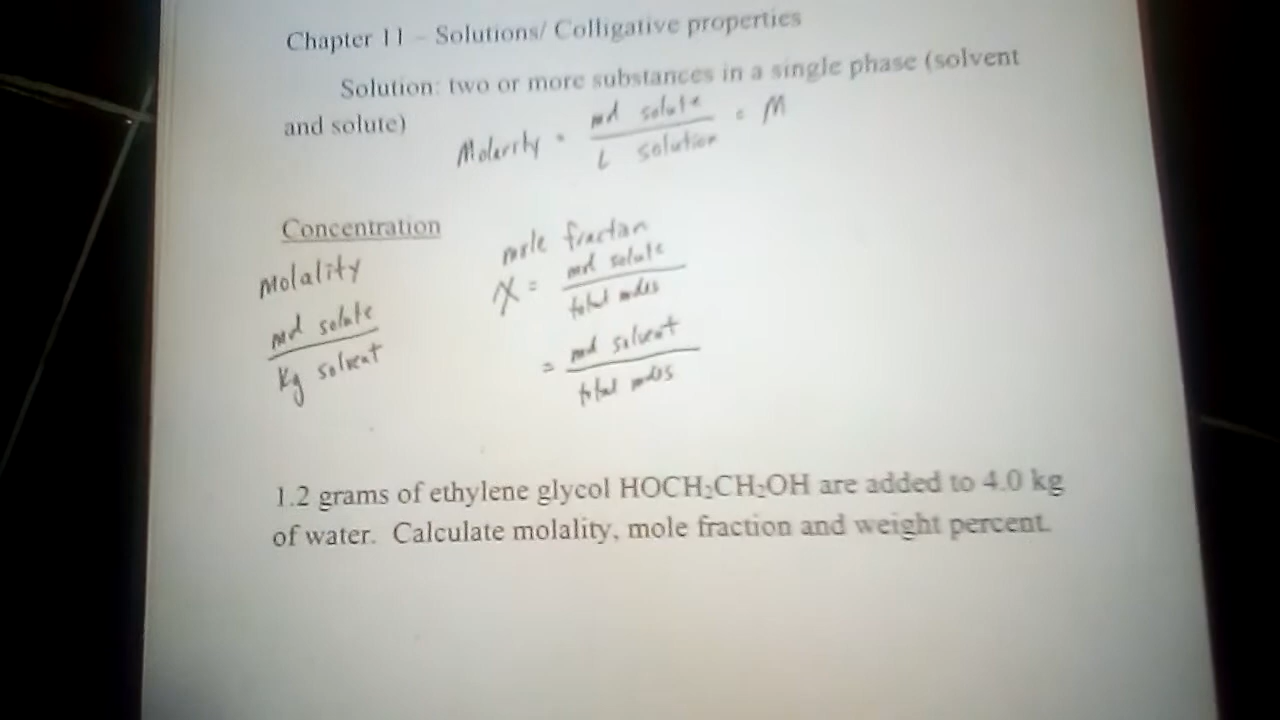 Chapter 11 – Solutions/ Colligative properties
Solution: two or more substances in a single phase (solvent
and solute)
Molarity = mol solute = M
L solution
Concentration
Molality
mol solute
kg solvent
mole fraction
X = mol solute
total moles
= mol solvent
total moles
1.2 grams of ethylene glycol HOCH₂CH₂OH are added to 4.0 kg
of water. Calculate molality, mole fraction and weight percent.